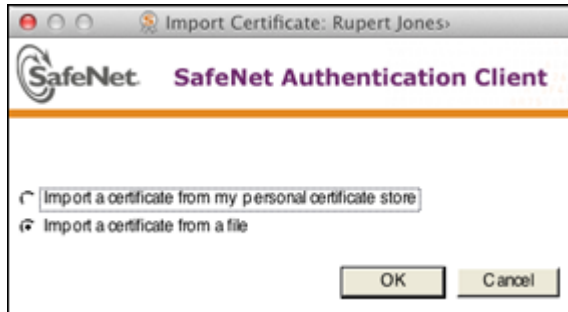 Import Certificate: Rupert Jones›
SafeNet. SafeNet Authentication Client
Import a certificate from my personal certificate store
Import a certificate from a file
OK Cancel